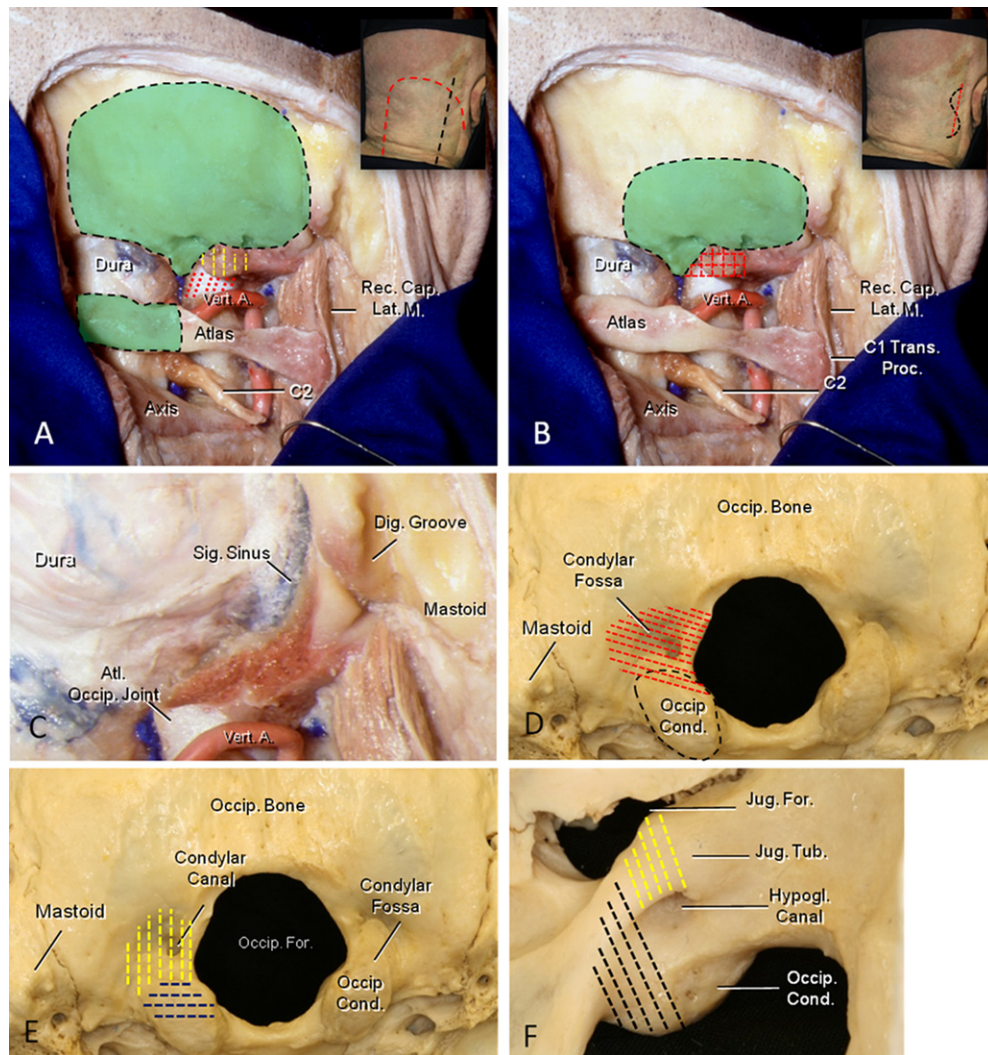 Dura
Vert. A.
Atlas
Rec. Cap.
Lat. M.
C2
Axis
A
Dura
Vert. A.
Atlas
Rec. Cap.
Lat. M.
C1 Trans.
Proc.
C2
Axis
B
Dura
Sig. Sinus
Dig. Groove
Mastoid
Atl.
Occip. Joint
Vert. A.
C
Occip. Bone
Condylar
Fossa
Mastoid
Occip
Cond.
D
Occip. Bone
Condylar
Canal
Condylar
Fossa
Mastoid
Occip. For.
Occip
Cond.
E
Jug. For.
Jug. Tub.
Hypogl.
Canal
Occip.
Cond.
F